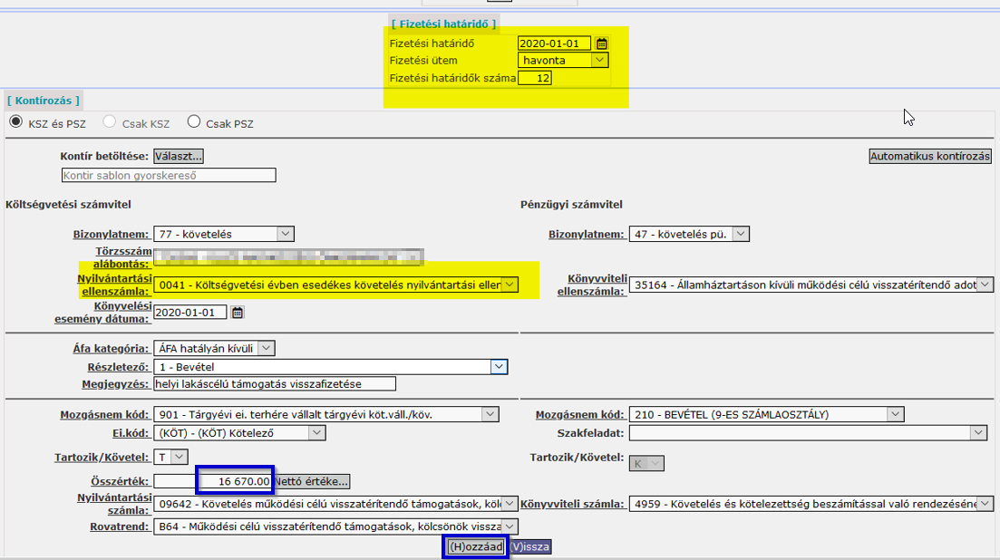 [ Fizetési határidő ]
Fizetési határidő 2020-01-01
Fizetési ütem havonta
Fizetési határidők száma 12
[ Kontírozás ]
KSZ és PSZ Csak KSZ Csak PSZ
Kontír betöltése: Választ... Automatikus kontírozás
Kontír sablon gyorskereső
Költségvetési számvitel Pénzügyi számvitel
Bizonylatnem: 77 - követelés Bizonylatnem: 47 - követelés pü.
Törzsszám
alábontás:
Nyilvántartási
ellenszámla: 0041 - Költségvetési évben esedékes követelés nyilvántartási ellen
Könyvviteli
ellenszámla: 35164 - Államháztartáson kívüli működési célú visszatérítendő adot
Könyvelési
esemény dátuma: 2020-01-01
Áfa kategória: ÁFA hatályán kívüli
Részletező: 1 - Bevétel
Megjegyzés: helyi lakáscélú támogatás visszafizetése
Mozgásnem kód: 901 - Tárgyévi ei. terhére vállalt tárgyévi köt.váll./köv. Mozgásnem kód: 210 - BEVÉTEL (9-ES SZÁMLAOSZTÁLY)
Ei.kód: (KÖT) - (KÖT) Kötelező Szakfeladat:
Tartozik/Követel: T Tartozik/Követel: K
Összérték: 16 670.00 Nettó értéke...
Nyilvántartási
számla: 09642 - Követelés működési célú visszatérítendő támogatások, köl Könyvviteli számla: 4959 - Követelés és kötelezettség beszámítással való rendezéséne
Rovatrend: B64 - Működési célú visszatérítendő támogatások, kölcsönök vissza
(H)ozzáad (V)issza